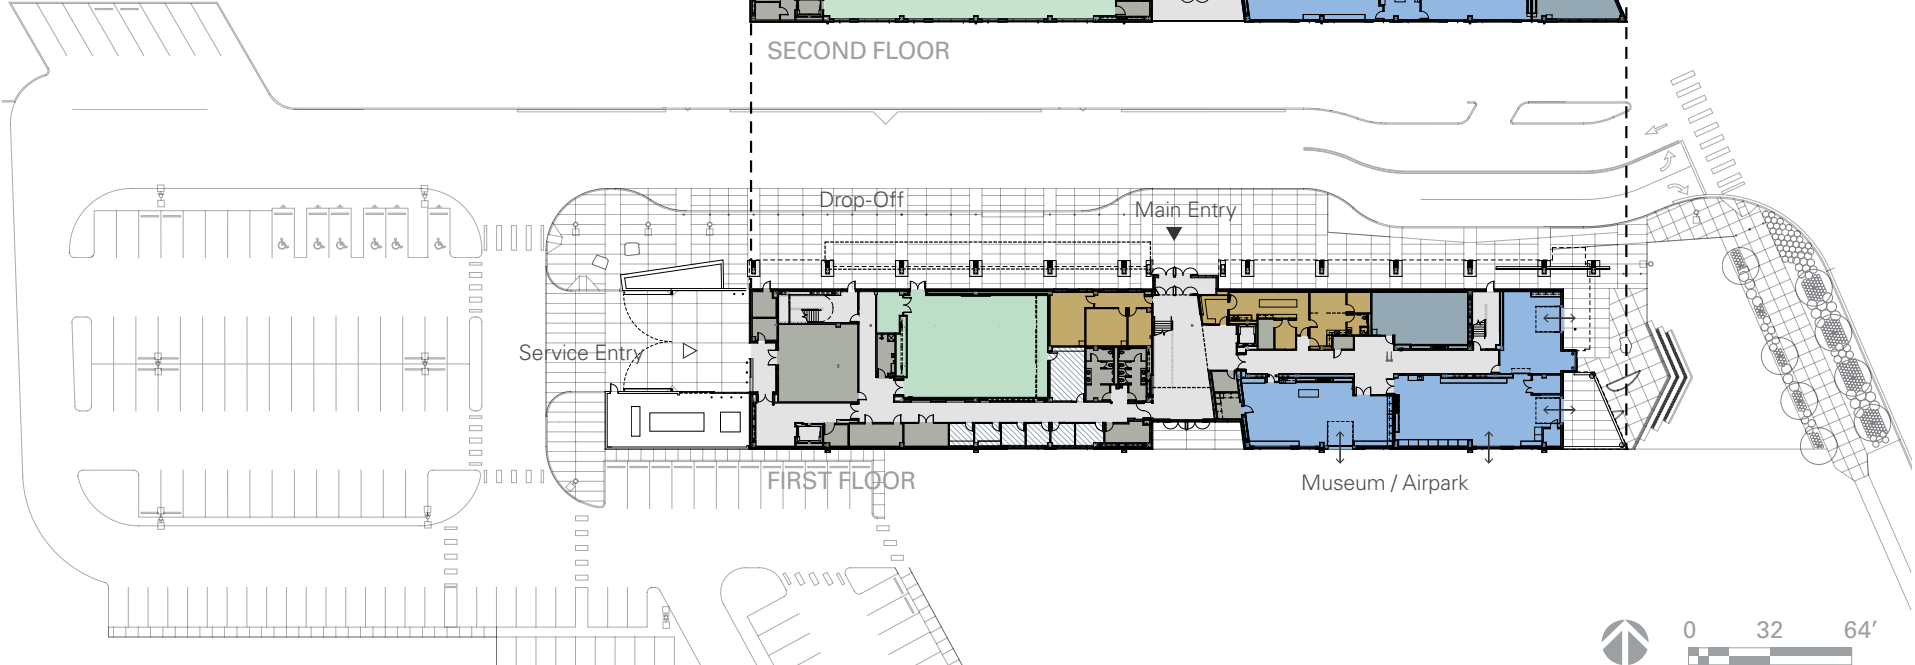 SECOND FLOOR
Drop-Off
Main Entry
Service Entry
FIRST FLOOR
Museum / Airpark
0 32 64′